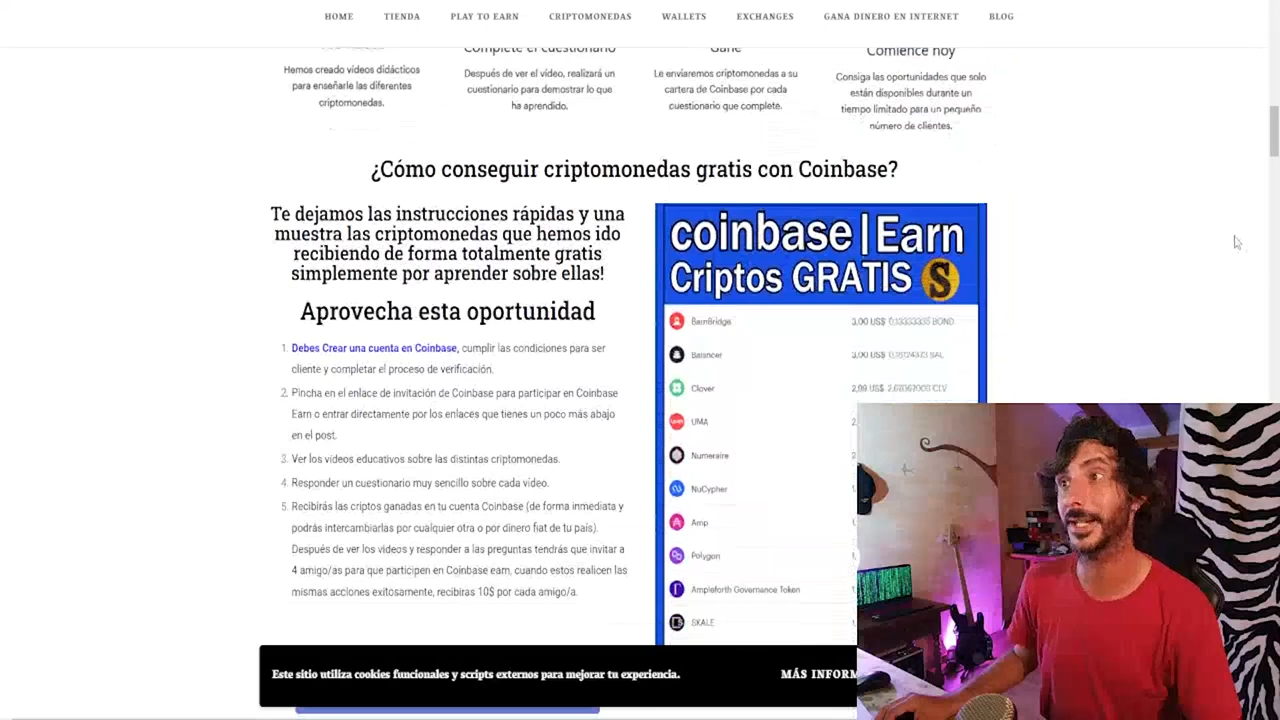 HOME TIENDA PLAY TO EARN CRIPTOMONEDAS WALLETS EXCHANGES GANA DINERO EN INTERNET BLOG
Complete el cuestionario
Gane
Comience hoy
Hemos creado vídeos didácticos
para enseñarle las diferentes
criptomonedas.
Después de ver el vídeo, realizará un
cuestionario para demostrar lo que
ha aprendido.
Le enviaremos criptomonedas a su
cartera de Coinbase por cada
cuestionario que complete.
Consiga las oportunidades que solo
están disponibles durante un
tiempo limitado para un pequeño
número de clientes.
¿Cómo conseguir criptomonedas gratis con Coinbase?
Te dejamos las instrucciones rápidas y una
muestra las criptomonedas que hemos ido
recibiendo de forma totalmente gratis
simplemente por aprender sobre ellas!
Aprovecha esta oportunidad
1. Debes Crear una cuenta en Coinbase, cumplir las condiciones para ser
cliente y completar el proceso de verificación.
2. Pincha en el enlace de invitación de Coinbase para participar en Coinbase
Earn o entrar directamente por los enlaces que tienes un poco más abajo
en el post.
3. Ver los vídeos educativos sobre las distintas criptomonedas.
4. Responder un cuestionario muy sencillo sobre cada vídeo.
5. Recibirás las criptos ganadas en tu cuenta Coinbase (de forma inmediata y
podrás intercambiarlas por cualquier otra o por dinero fiat de tu país).
Después de ver los videos y responder a las preguntas tendrás que invitar a
4 amigo/as para que participen en Coinbase earn, cuando estos realicen las
mismas acciones exitosamente, recibiras 10$ por cada amigo/a.
coinbase|Earn
Criptos GRATIS S
BarnBridge 3,00 US$ BOND
Balancer 3,00 US$ BAL
Clover 2,99 US$ CLV
UMA
Numeraire
NuCypher
Amp
Polygon
Ampleforth Governance Token
SKALE
Este sitio utiliza cookies funcionales y scripts externos para mejorar tu experiencia.
MÁS INFORM